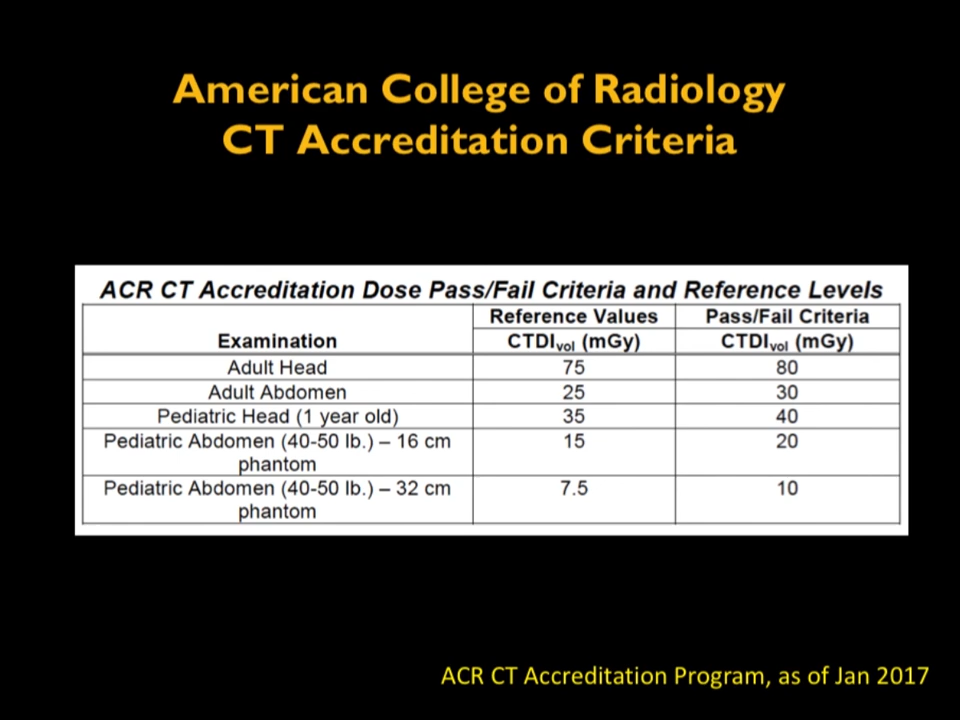 American College of Radiology
CT Accreditation Criteria
ACR CT Accreditation Dose Pass/Fail Criteria and Reference Levels
Reference Values Pass/Fail Criteria
Examination CTDIvol (mGy) CTDIvol (mGy)
Adult Head 75 80
Adult Abdomen 25 30
Pediatric Head (1 year old) 35 40
Pediatric Abdomen (40-50 lb.) – 16 cm 15 20
phantom
Pediatric Abdomen (40-50 lb.) – 32 cm 7.5 10
phantom
ACR CT Accreditation Program, as of Jan 2017